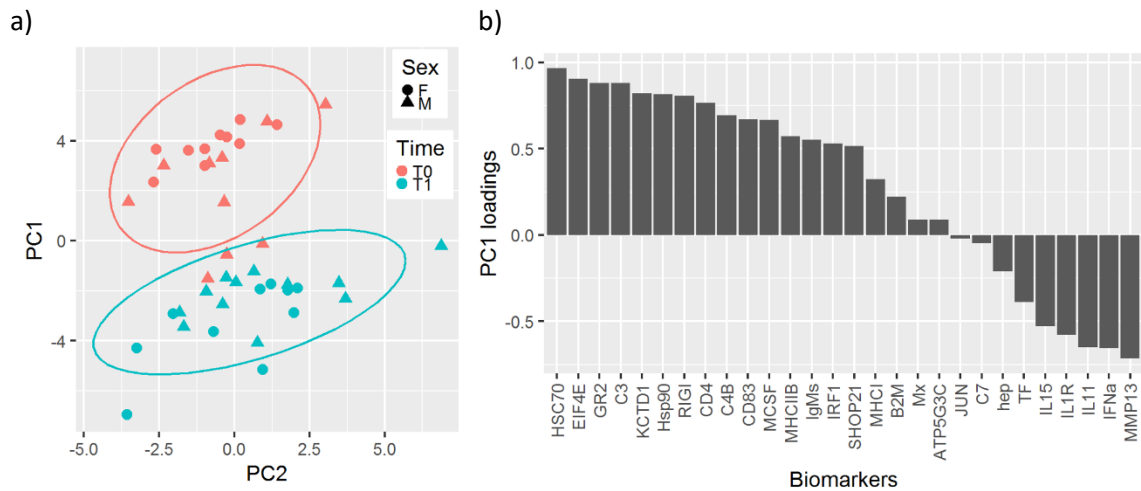 a)
Sex
F
M
Time
T0
T1
PC1
4
0
-4
-5.0
-2.5
0.0
2.5
5.0
PC2
b)
PC1 loadings
1.0
0.5
0.0
-0.5
HSC70
EIF4E
GR2
C3
KCTD1
Hsp90
RIGI
CD4
C4B
CD83
MCSF
MHCIIB
IgMs
IRF1
SHOP21
MHCI
B2M
Mx
ATP5G3C
JUN
C7
hep
TF
IL15
IL1R
IL11
IFNa
MMP13
Biomarkers